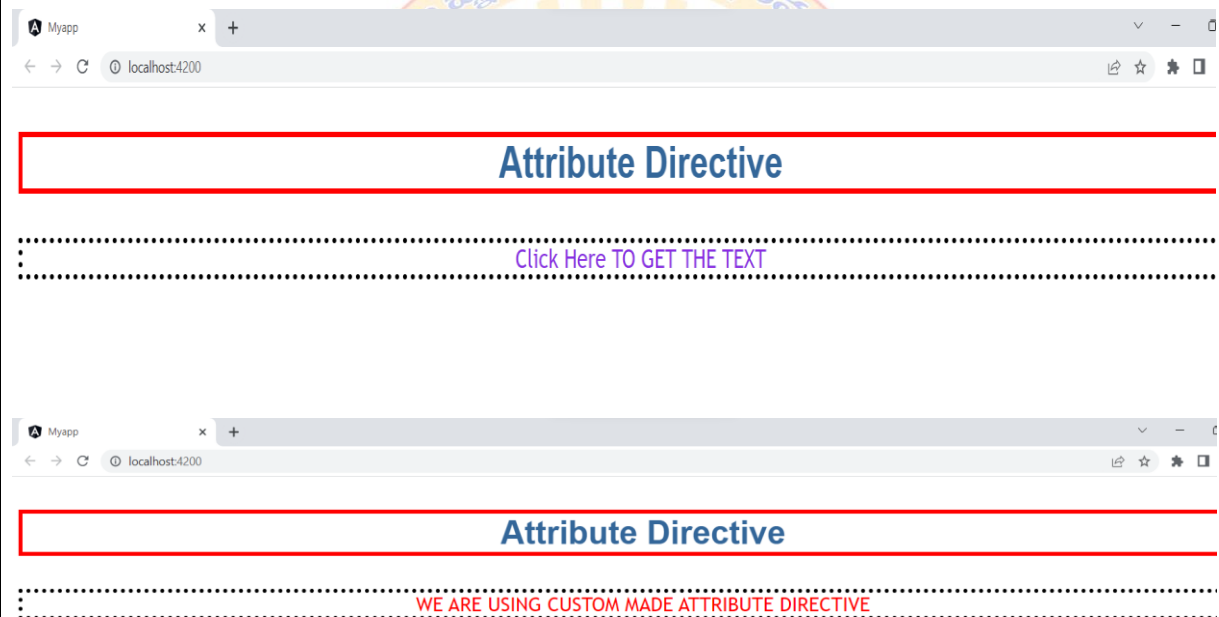 Myapp
localhost:4200
Attribute Directive
Click Here TO GET THE TEXT
Myapp
localhost:4200
Attribute Directive
WE ARE USING CUSTOM MADE ATTRIBUTE DIRECTIVE